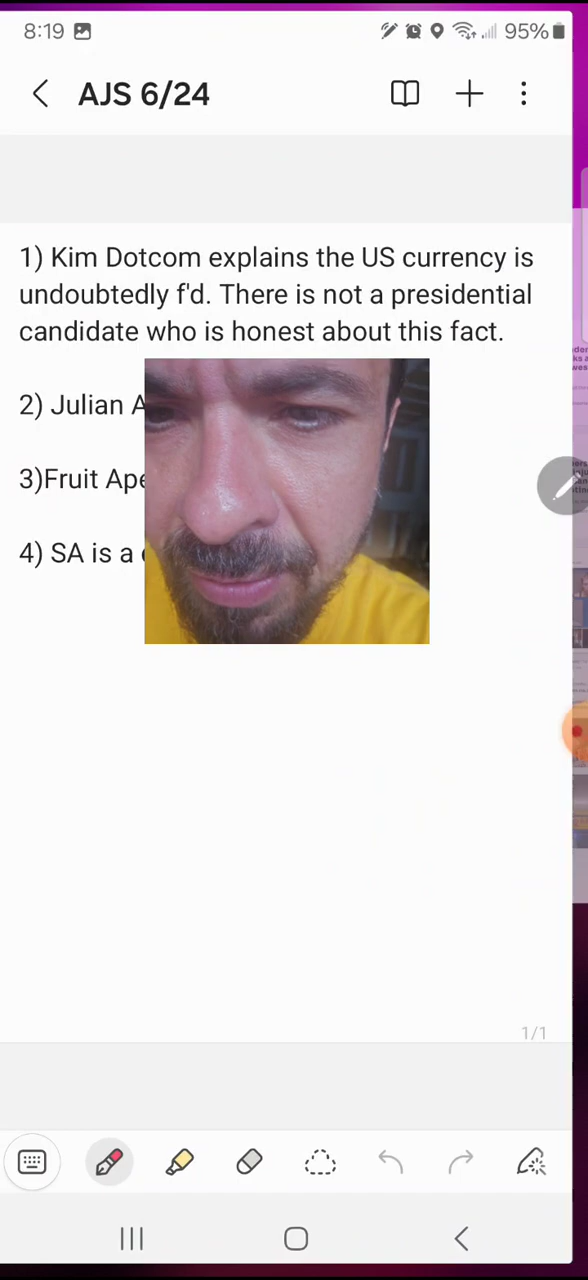 8:19 95%
AJS 6/24
1) Kim Dotcom explains the US currency is
undoubtedly f'd. There is not a presidential
candidate who is honest about this fact.
2) Julian A
3)Fruit Ape
4) SA is a
1/1